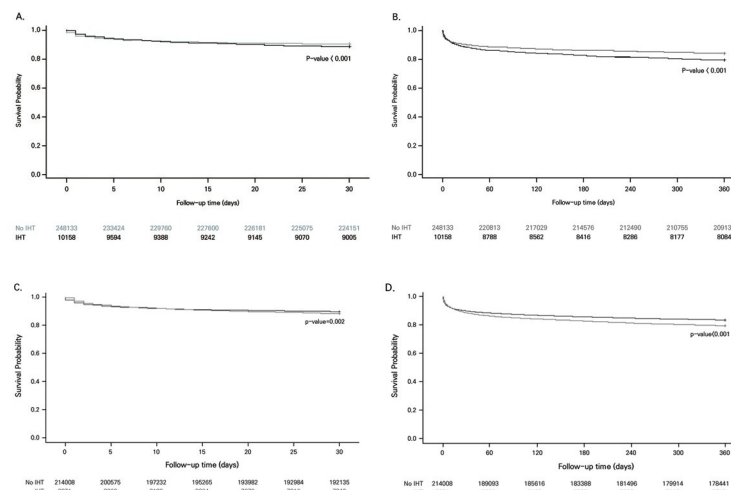 A.
Survival Probability
1.0
0.8
0.6
0.4
0.2
0.0
P-value < 0.001
0 5 10 15 20 25 30
Follow-up time (days)
No IHT 248133 233424 229760 227600 226181 225075 224151
IHT 10158 9594 9388 9242 9145 9070 9005
B.
Survival Probability
1.0
0.8
0.6
0.4
0.2
0.0
P-value < 0.001
0 60 120 180 240 300 360
Follow-up time (days)
No IHT 248133 220813 217029 214576 212490 210755 20913
IHT 10158 8788 8562 8416 8286 8177 8084
C.
Survival Probability
1.0
0.8
0.6
0.4
0.2
0.0
p-value=0.002
0 5 10 15 20 25 30
Follow-up time (days)
No IHT 214008 200575 197232 195265 193982 192984 192135
D.
Survival Probability
1.0
0.8
0.6
0.4
0.2
0.0
p-value<0.001
0 60 120 180 240 300 360
Follow-up time (days)
No IHT 214008 189093 185616 183388 181496 179914 178441